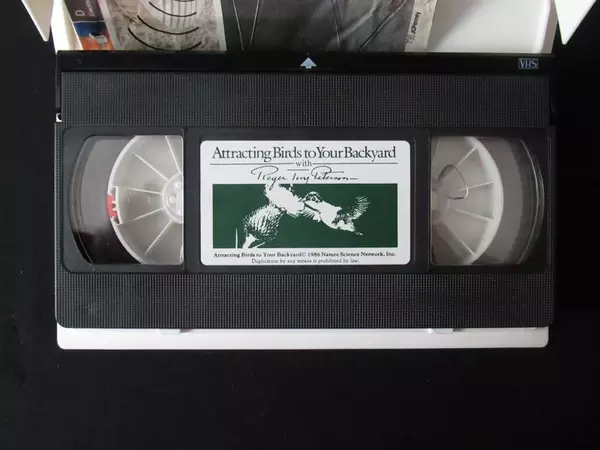 VHS
Attracting Birds to Your Backyard
with
Roger Tory Peterson
Attracting Birds to Your Backyard© 1986 Nature Science Network, Inc.
Duplication by any means is prohibited by law.